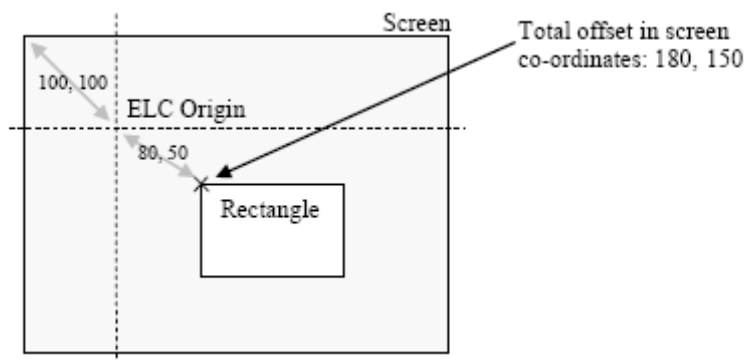 Screen
Total offset in screen
co-ordinates: 180, 150
100, 100
ELC Origin
80, 50
Rectangle